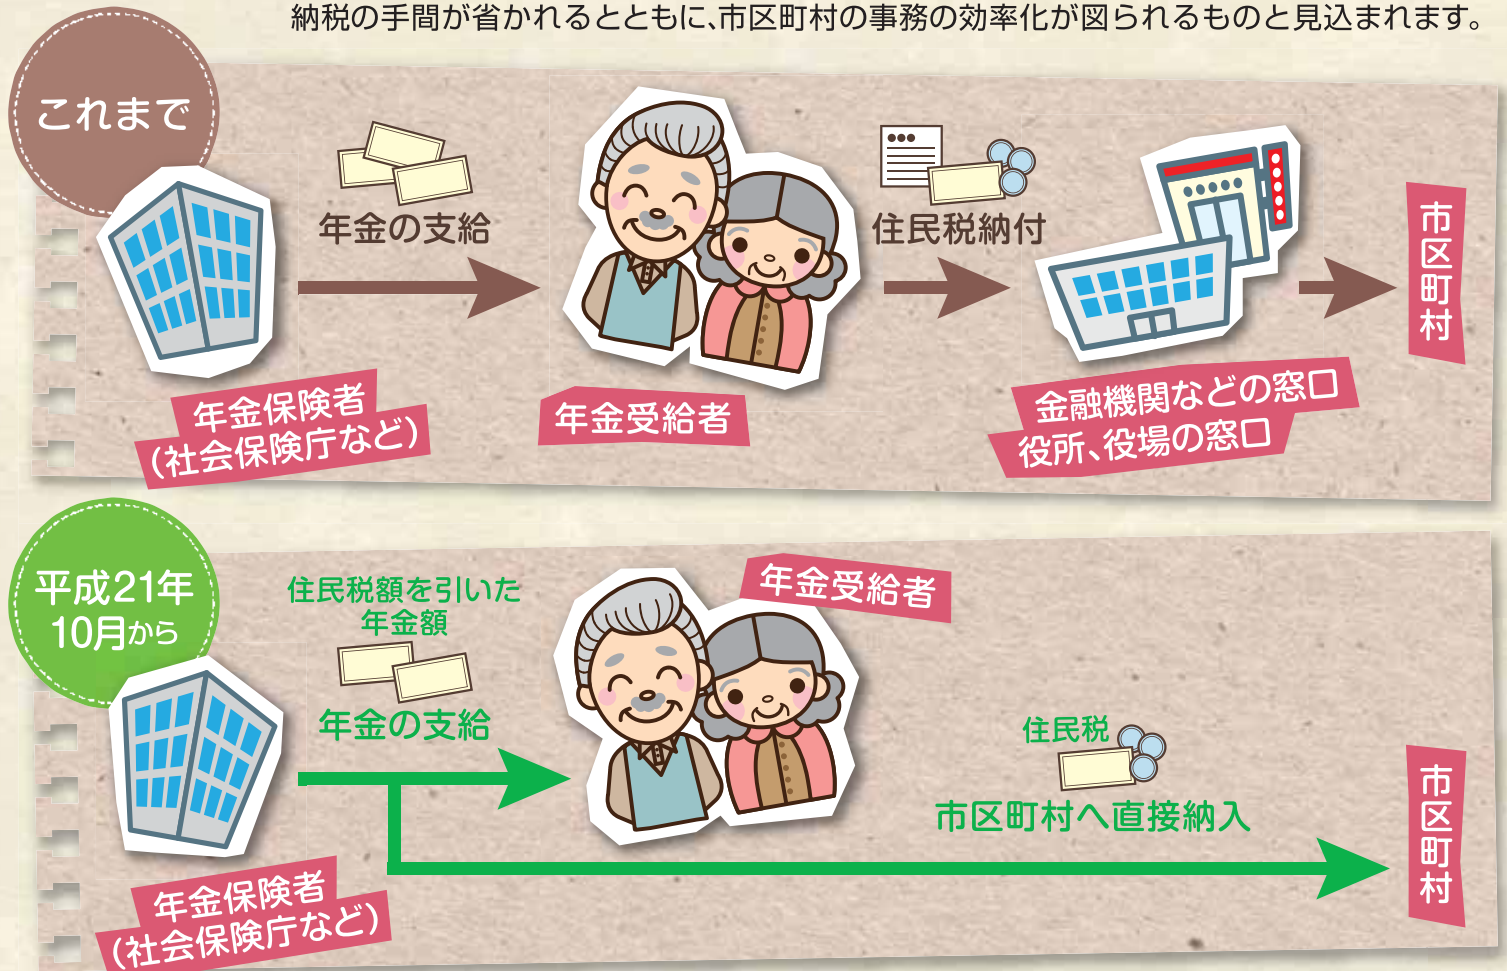 納税の手間が省かれるとともに、市区町村の事務の効率化が図られるものと見込まれます。
これまで
年金の支給
住民税納付
市区町村
年金保険者
（社会保険庁など）
年金受給者
金融機関などの窓口
役所、役場の窓口
平成21年
10月から
住民税額を引いた
年金額
年金の支給
年金受給者
住民税
市区町村へ直接納入
市区町村
年金保険者
（社会保険庁など）